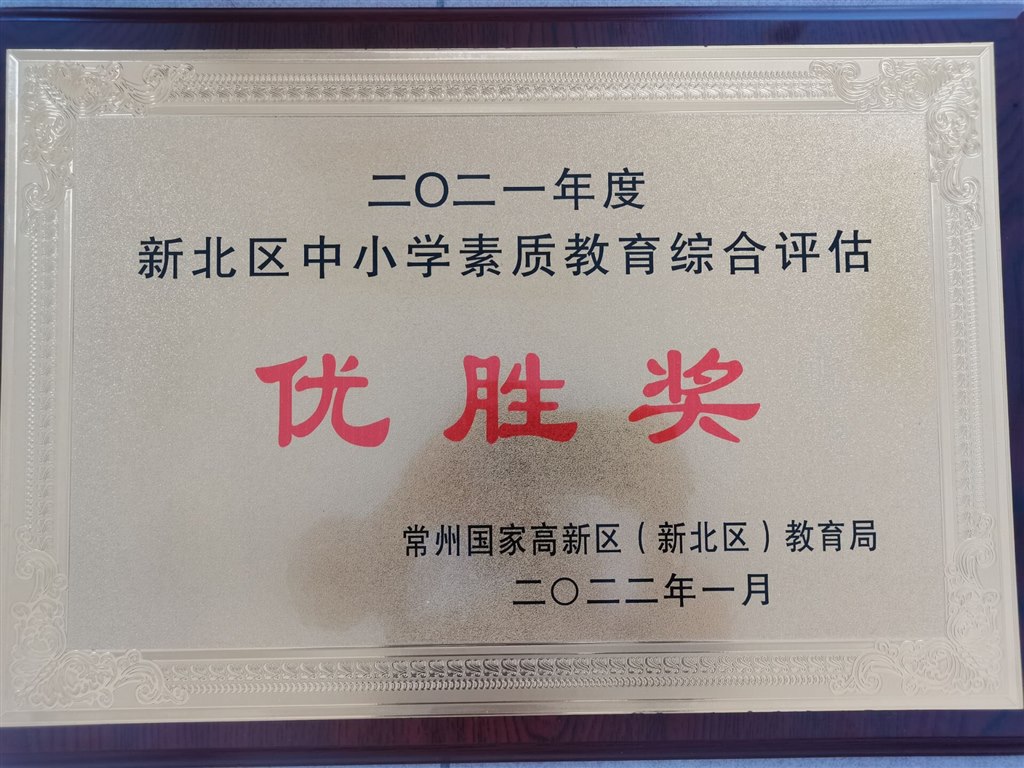 二〇二一年度
新北区中小学素质教育综合评估
优胜奖
常州国家高新区（新北区）教育局
二〇二二年一月